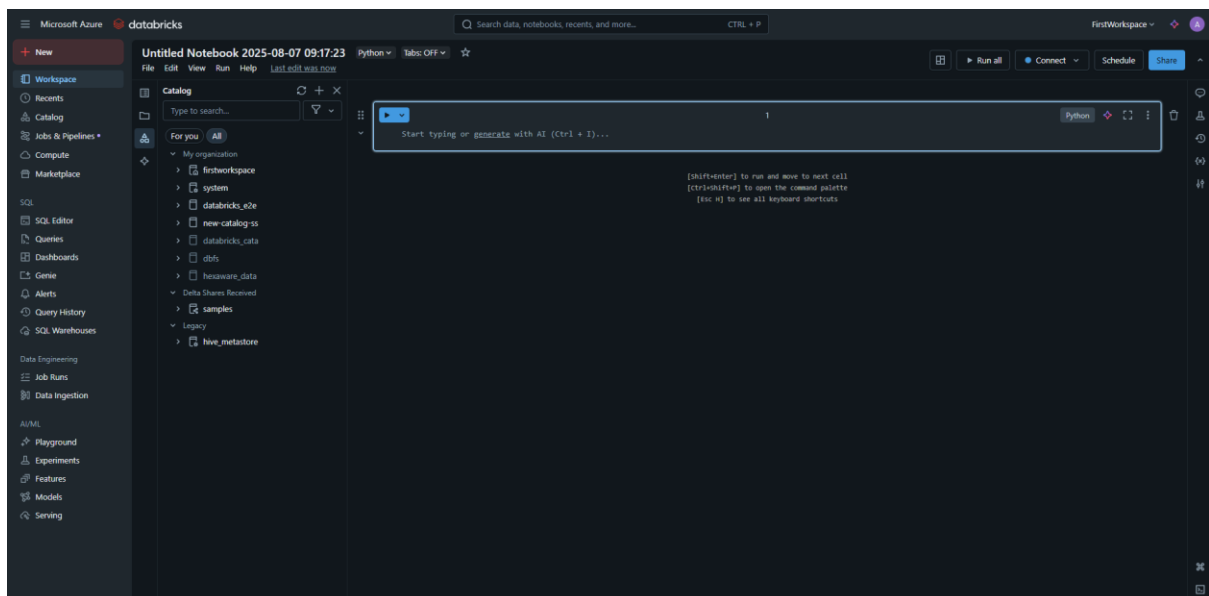 Microsoft Azure databricks
Search data, notebooks, recents, and more... CTRL + P
FirstWorkspace
A
New
Workspace
Recents
Catalog
Jobs & Pipelines
Compute
Marketplace
SQL
SQL Editor
Queries
Dashboards
Genie
Alerts
Query History
SQL Warehouses
Data Engineering
Job Runs
Data Ingestion
AI/ML
Playground
Experiments
Features
Models
Serving
Untitled Notebook 2025-08-07 09:17:23 Python Tabs: OFF
File Edit View Run Help Last edit was now
Run all Connect Schedule Share
Catalog
Type to search...
For you All
My organization
firstworkspace
system
databricks_e2e
new-catalog-ss
databricks_cata
dbfs
hexaware_data
Delta Shares Received
samples
Legacy
hive_metastore
1 Python
Start typing or generate with AI (Ctrl + I)...
[Shift+Enter] to run and move to next cell
[Ctrl+Shift+P] to open the command palette
[Esc H] to see all keyboard shortcuts